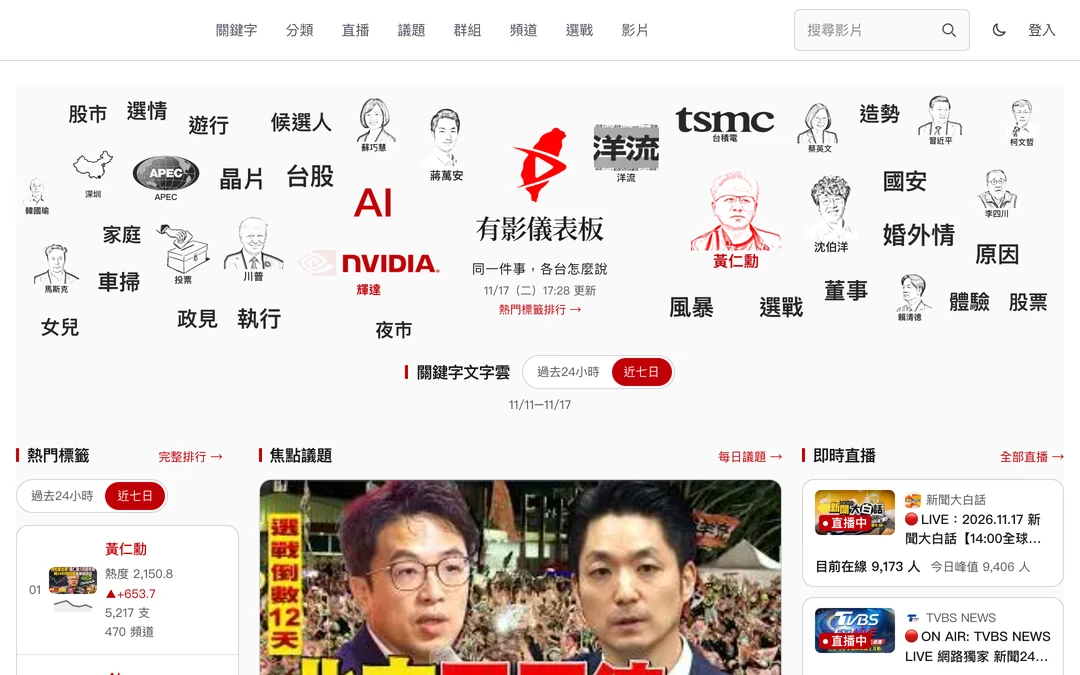 關鍵字 分類 直播 議題 群組 頻道 選戰 影片
搜尋影片
登入
股市 選情 遊行 候選人
蘇巧慧
蔣萬安
洋流
洋流
tsmc
台積電
蔡英文
造勢
習近平
柯文哲
韓國瑜
深圳
APEC
APEC
晶片 台股
AI
國安
李四川
沈伯洋
黃仁勳
婚外情
原因
家庭
投票
川普
NVIDIA.
輝達
馬斯克
車掃
女兒
政見 執行
夜市
有影儀表板
同一件事，各台怎麼說
11/17（二）17:28 更新
熱門標籤排行 →
風暴 選戰 董事
賴清德
體驗 股票
關鍵字文字雲 過去24小時 近七日
11/11—11/17
熱門標籤 完整排行 →
過去24小時 近七日
01
黃仁勳
熱度 2,150.8
▲+653.7
5,217 支
470 頻道
焦點議題 每日議題 →
選戰倒數12天
即時直播 全部直播 →
直播中
新聞大白話
🔴LIVE：2026.11.17 新
聞大白話【14:00全球...
目前在線 9,173 人 今日峰值 9,406 人
TVBS
直播中
TVBS NEWS
🔴ON AIR: TVBS NEWS
LIVE 網路獨家 新聞24...